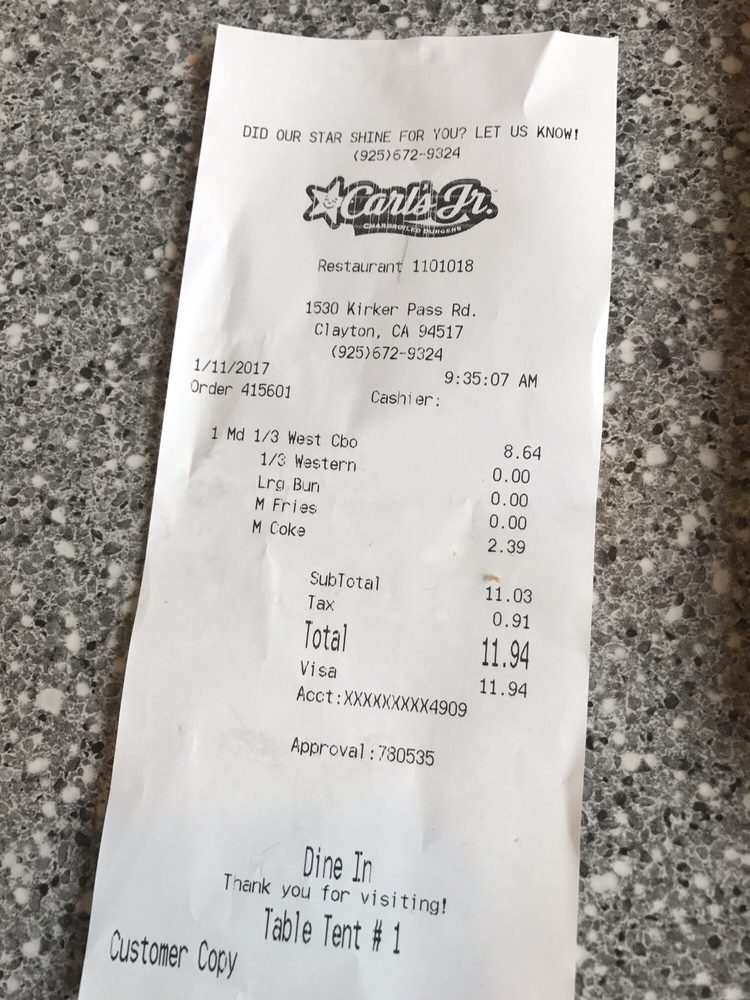 DID OUR STAR SHINE FOR YOU? LET US KNOW!
(925)672-9324
Carl's Jr.™
CHARBROILED BURGERS
Restaurant 1101018
1530 Kirker Pass Rd.
Clayton, CA 94517
(925)672-9324
1/11/2017 9:35:07 AM
Order 415601 Cashier:
1 Md 1/3 West Cbo 8.64
1/3 Western 0.00
Lrg Bun 0.00
M Fries 0.00
M Coke 2.39
SubTotal 11.03
Tax 0.91
Total 11.94
Visa 11.94
Acct:XXXXXXXXX4909
Approval:780535
Dine In
Thank you for visiting!
Table Tent # 1
Customer Copy